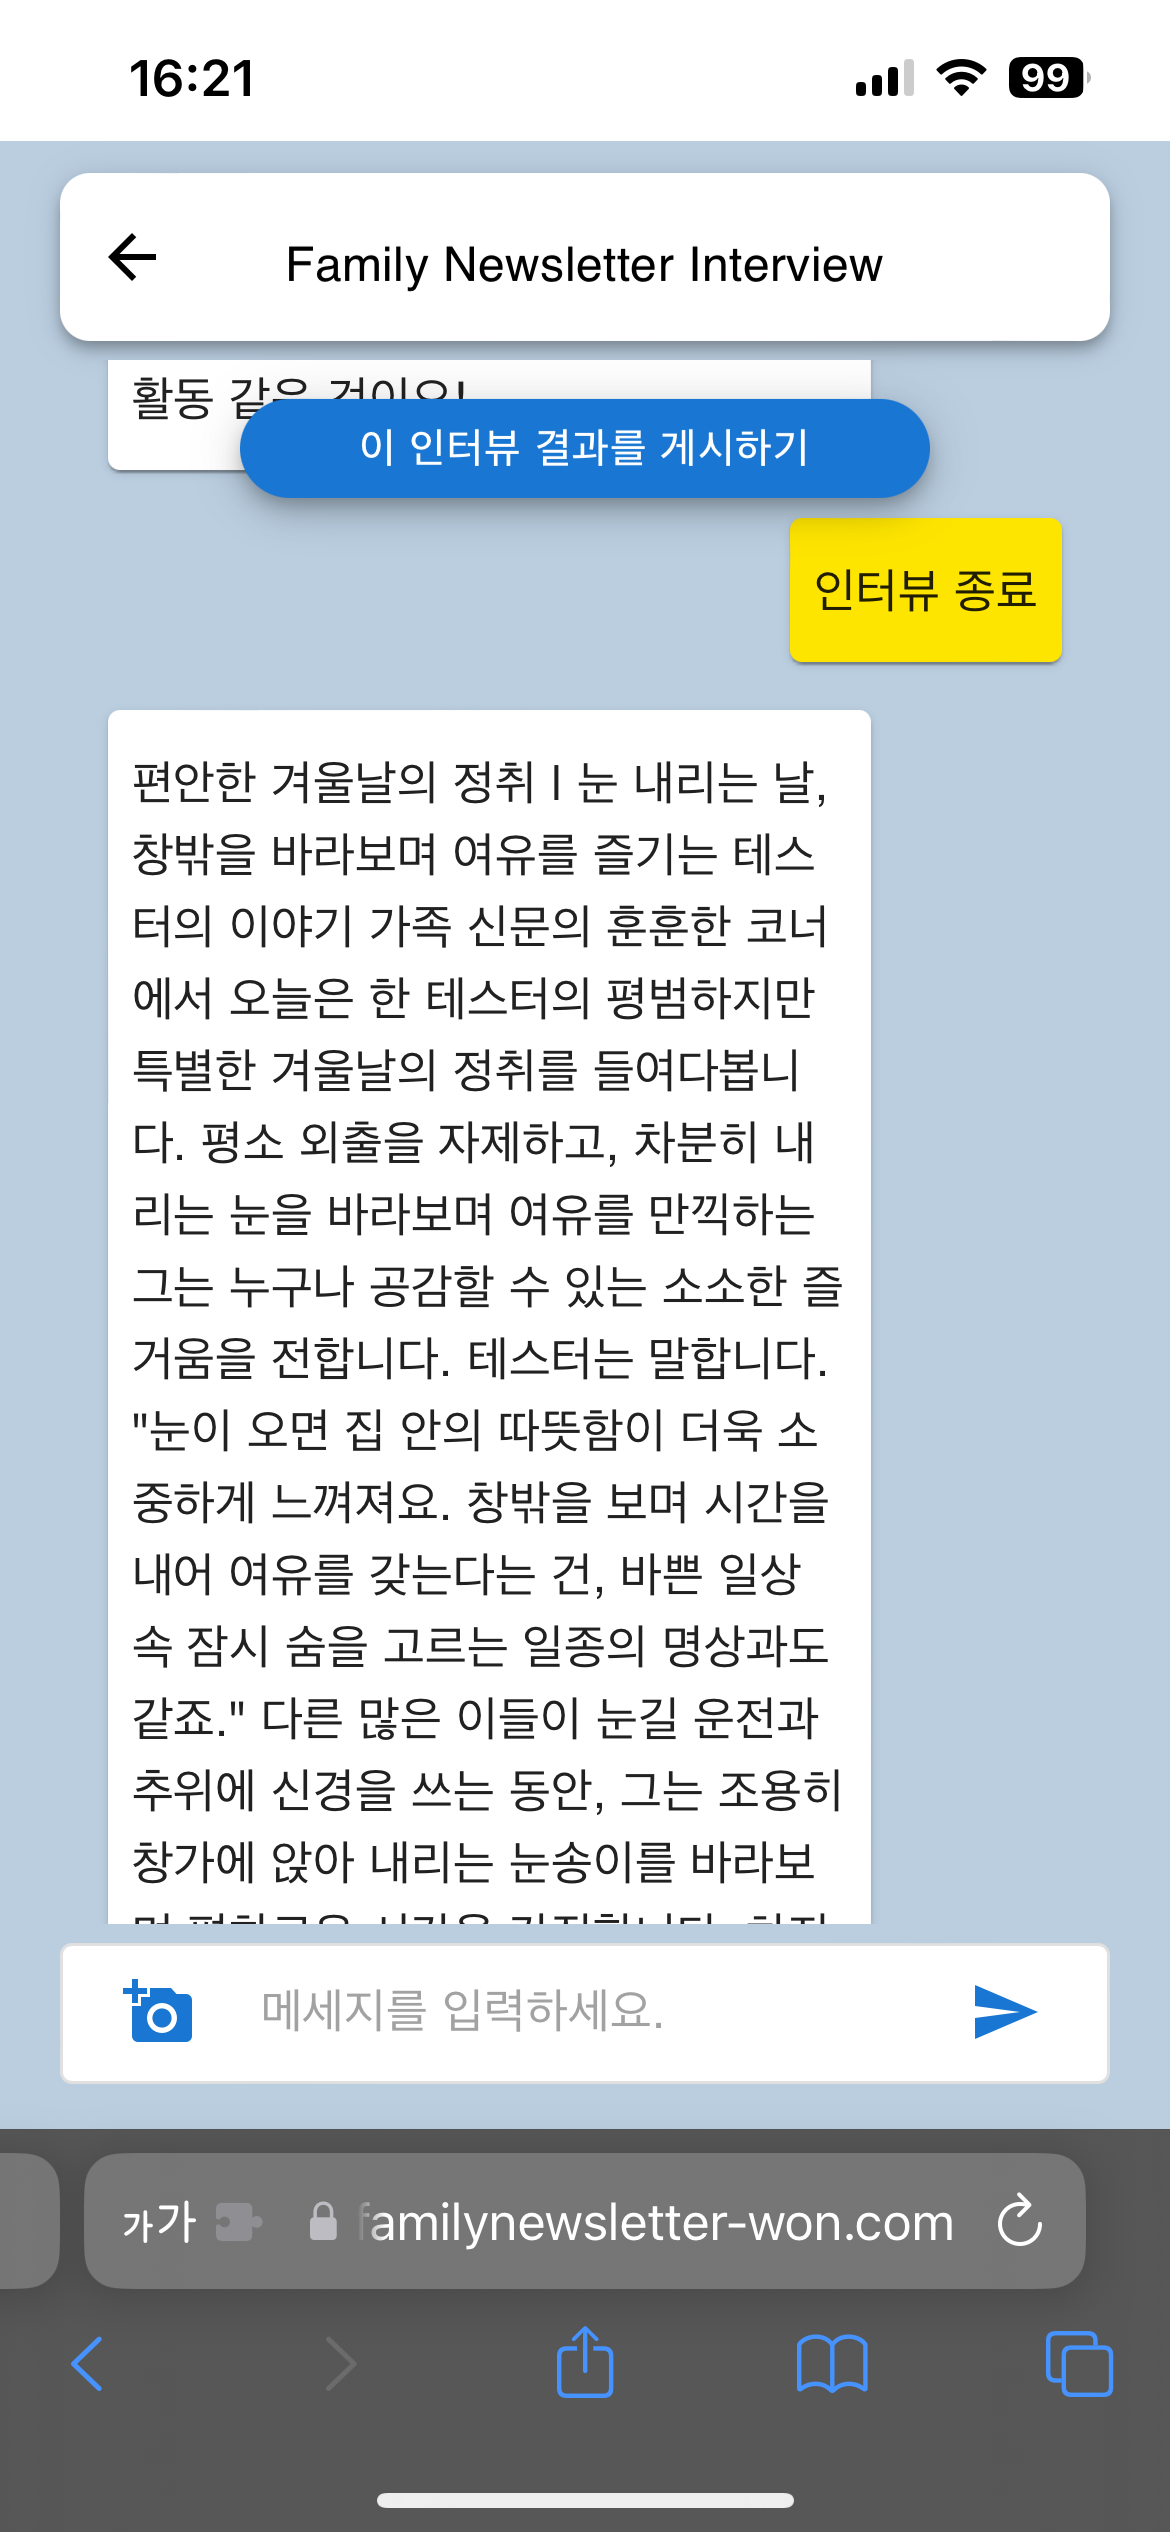 16:21
99
Family Newsletter Interview
활동 같은 것이요!
이 인터뷰 결과를 게시하기
인터뷰 종료
편안한 겨울날의 정취 | 눈 내리는 날,
창밖을 바라보며 여유를 즐기는 테스
터의 이야기 가족 신문의 훈훈한 코너
에서 오늘은 한 테스터의 평범하지만
특별한 겨울날의 정취를 들여다봅니
다. 평소 외출을 자제하고, 차분히 내
리는 눈을 바라보며 여유를 만끽하는
그는 누구나 공감할 수 있는 소소한 즐
거움을 전합니다. 테스터는 말합니다.
"눈이 오면 집 안의 따뜻함이 더욱 소
중하게 느껴져요. 창밖을 보며 시간을
내어 여유를 갖는다는 건, 바쁜 일상
속 잠시 숨을 고르는 일종의 명상과도
같죠." 다른 많은 이들이 눈길 운전과
추위에 신경을 쓰는 동안, 그는 조용히
창가에 앉아 내리는 눈송이를 바라보
메세지를 입력하세요.
가가
familynewsletter-won.com